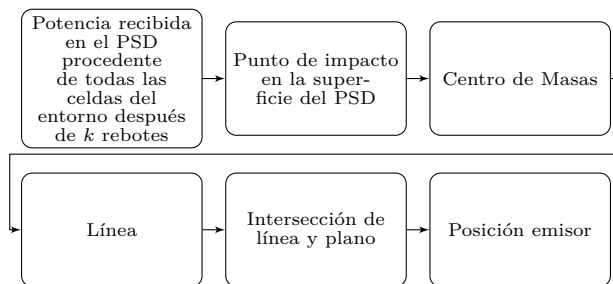 Potencia recibida
en el PSD
procedente
de todas las
celdas del
entorno después
de k rebotes
Punto de impacto
en la super-
ficie del PSD
Centro de Masas
Línea
Intersección de
línea y plano
Posición emisor